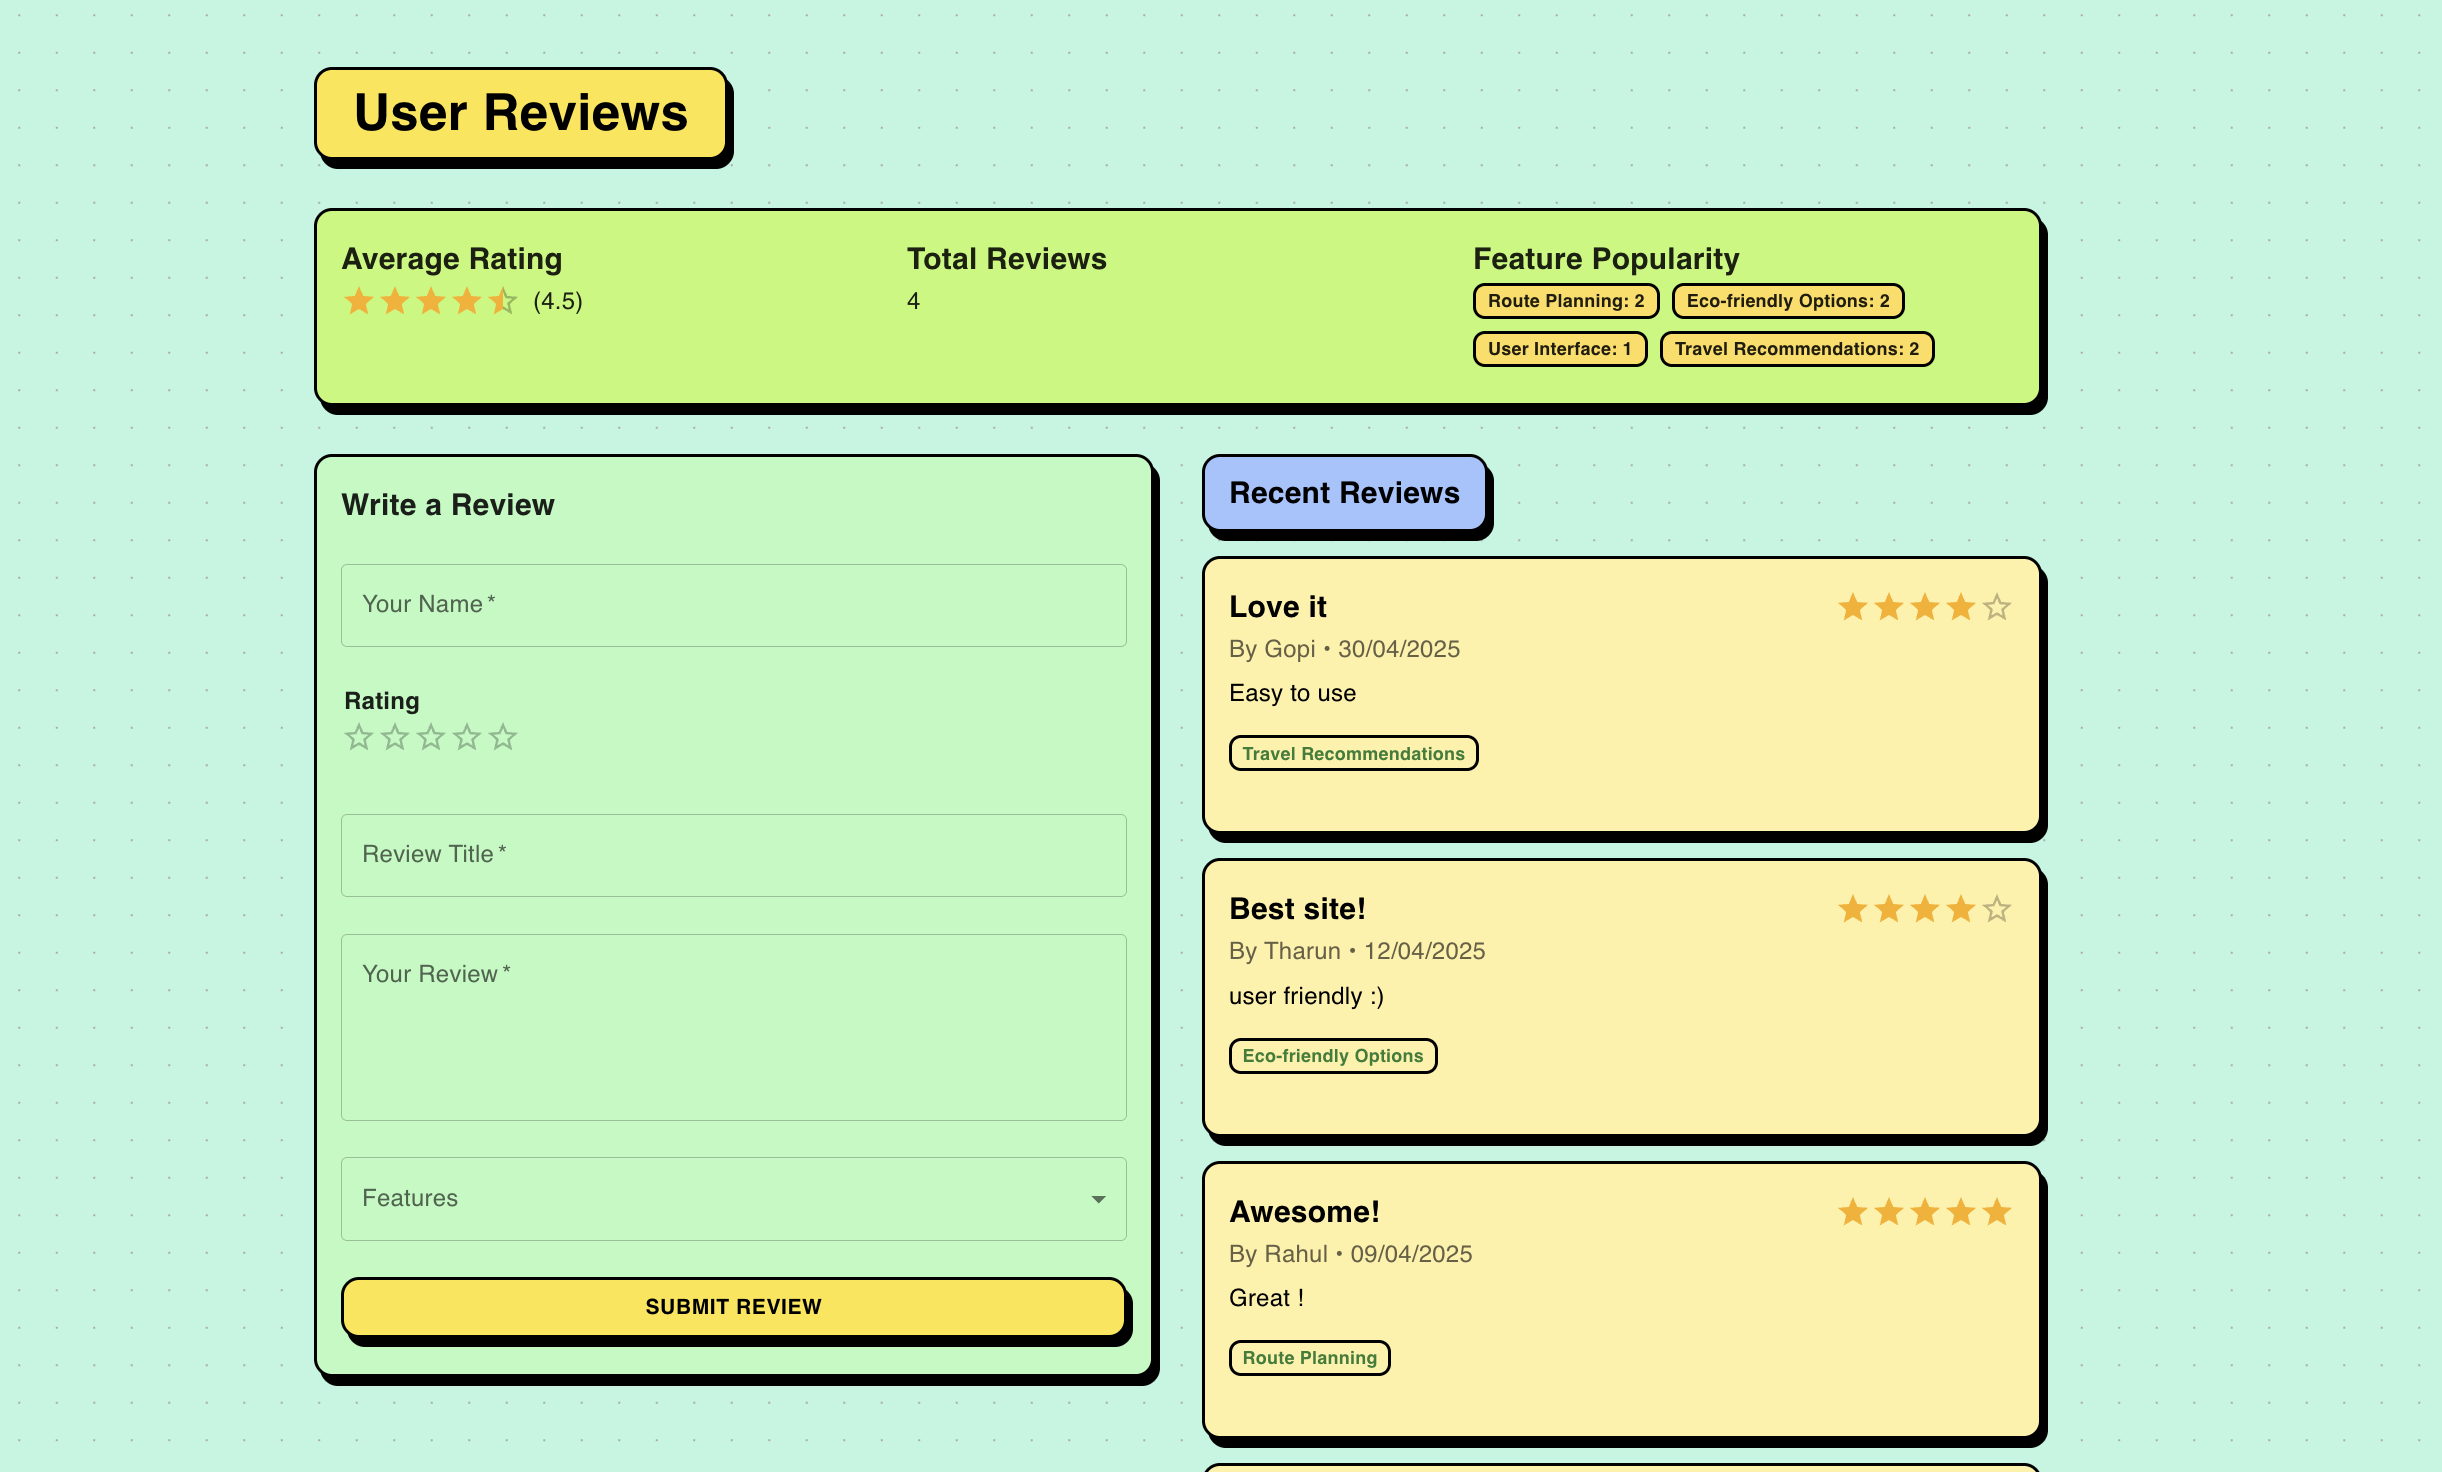 User Reviews
Average Rating
(4.5)
Total Reviews
4
Feature Popularity
Route Planning: 2
Eco-friendly Options: 2
User Interface: 1
Travel Recommendations: 2
Write a Review
Your Name *
Rating
Review Title *
Your Review *
Features
SUBMIT REVIEW
Recent Reviews
Love it
By Gopi • 30/04/2025
Easy to use
Travel Recommendations
Best site!
By Tharun • 12/04/2025
user friendly :)
Eco-friendly Options
Awesome!
By Rahul • 09/04/2025
Great !
Route Planning